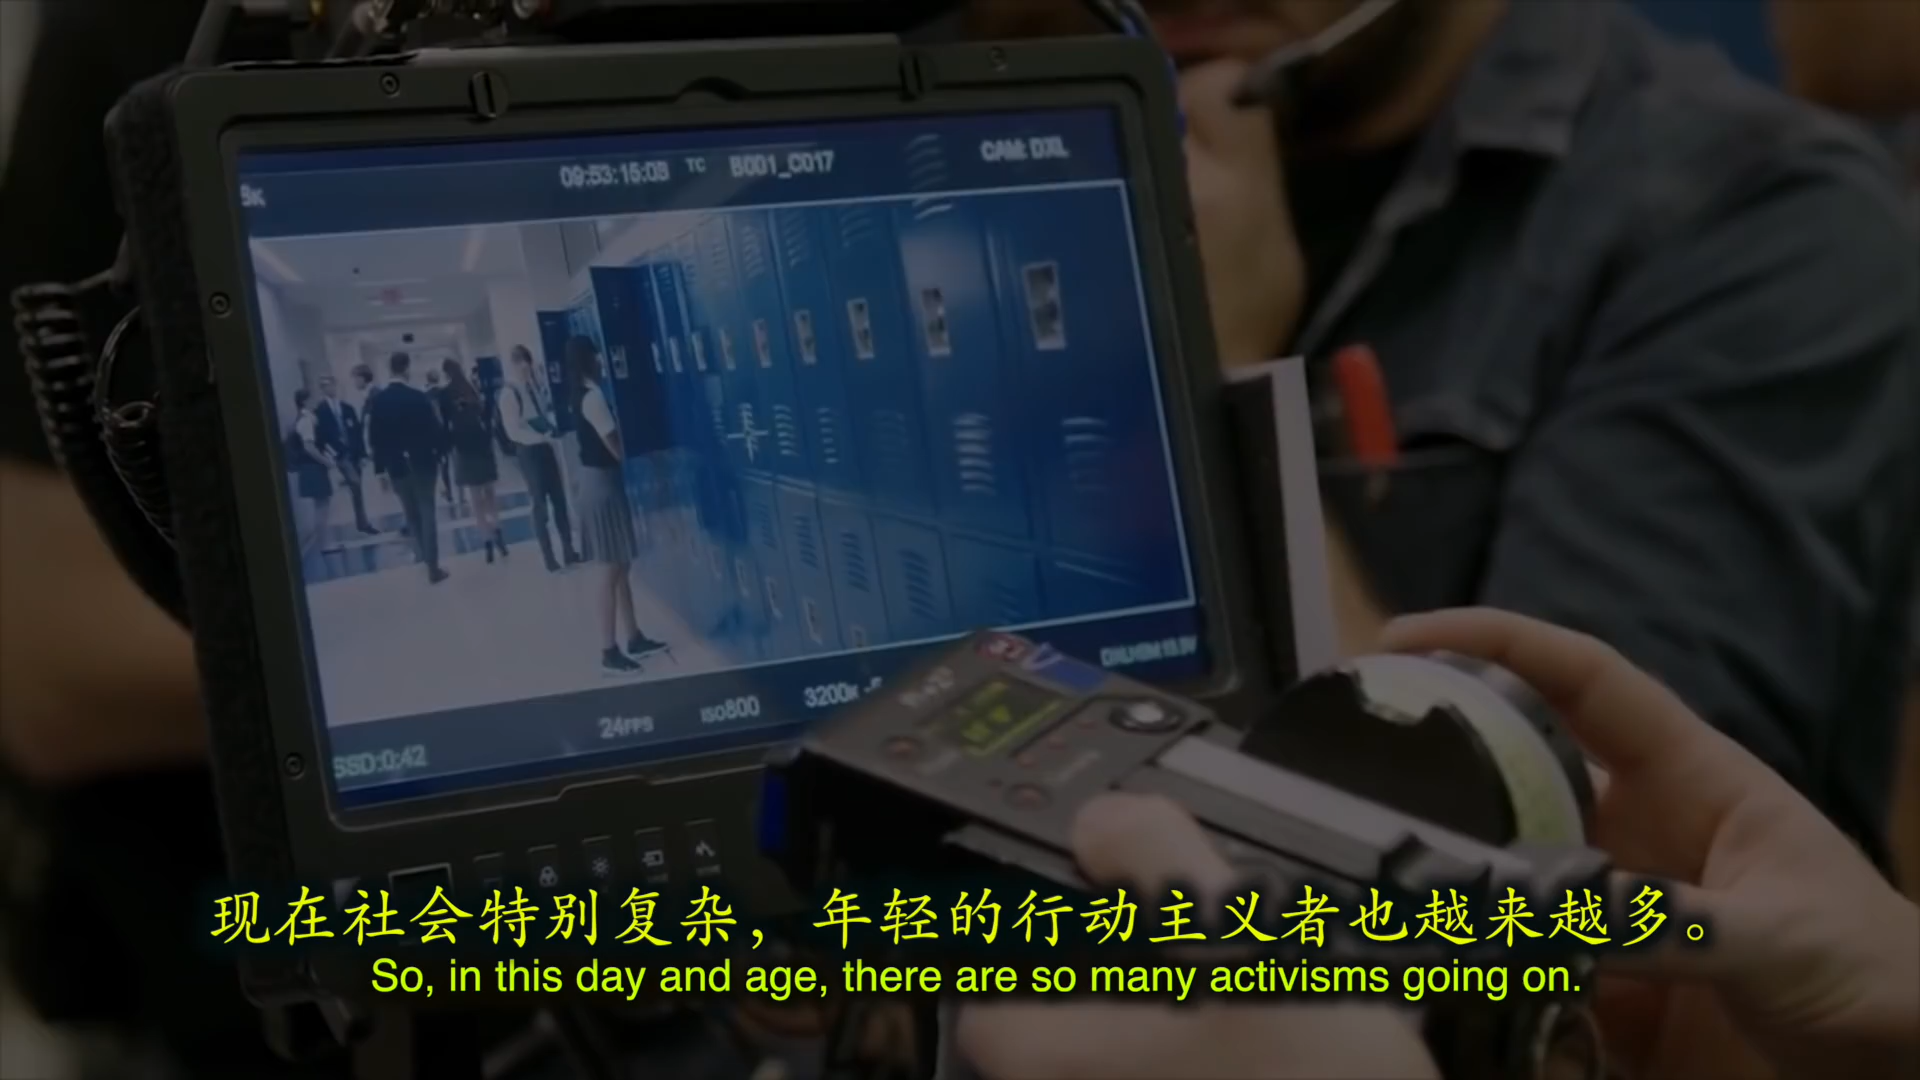 8K
09:53:15:08 TC B001_C017 CAM: DXL
24FPS ISO800 3200K
SSD:0:42
现在社会特别复杂，年轻的行动主义者也越来越多。
So, in this day and age, there are so many activisms going on.